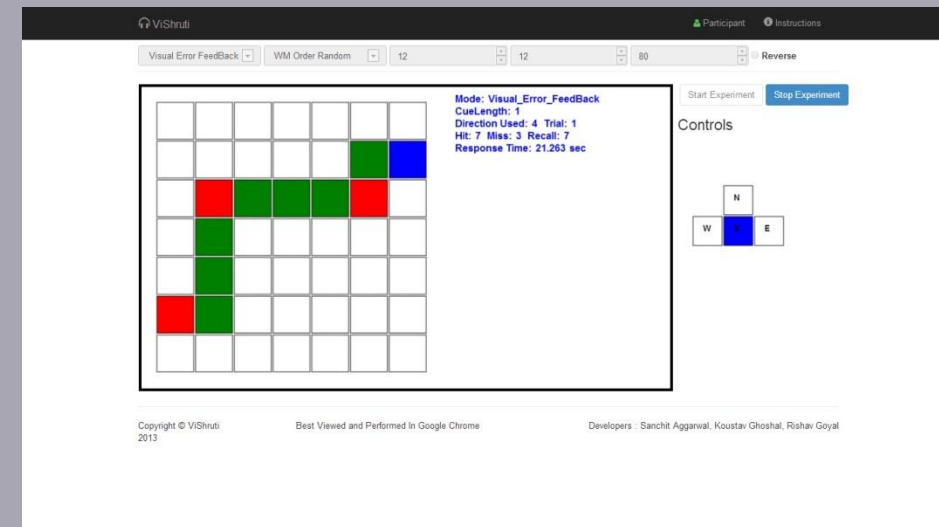 ViShruti
Participant
Instructions
Visual Error FeedBack
WM Order Random
12
12
80
Reverse
Mode: Visual_Error_FeedBack
CueLength: 1
Direction Used: 4 Trial: 1
Hit: 7 Miss: 3 Recall: 7
Response Time: 21.263 sec
Start Experiment
Stop Experiment
Controls
N
W
E
Copyright © ViShruti
2013
Best Viewed and Performed In Google Chrome
Developers : Sanchit Aggarwal, Koustav Ghoshal, Rishav Goyal